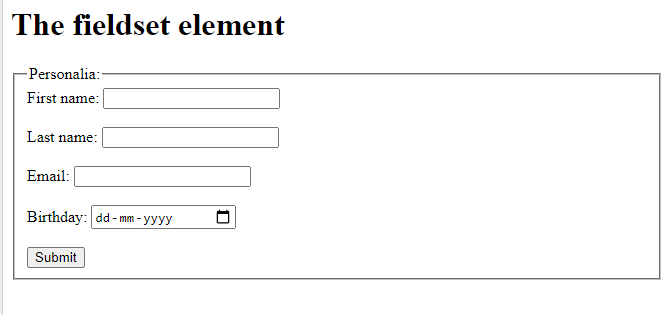 The fieldset element
Personalia:
First name:
Last name:
Email:
Birthday: dd-mm-yyyy
Submit